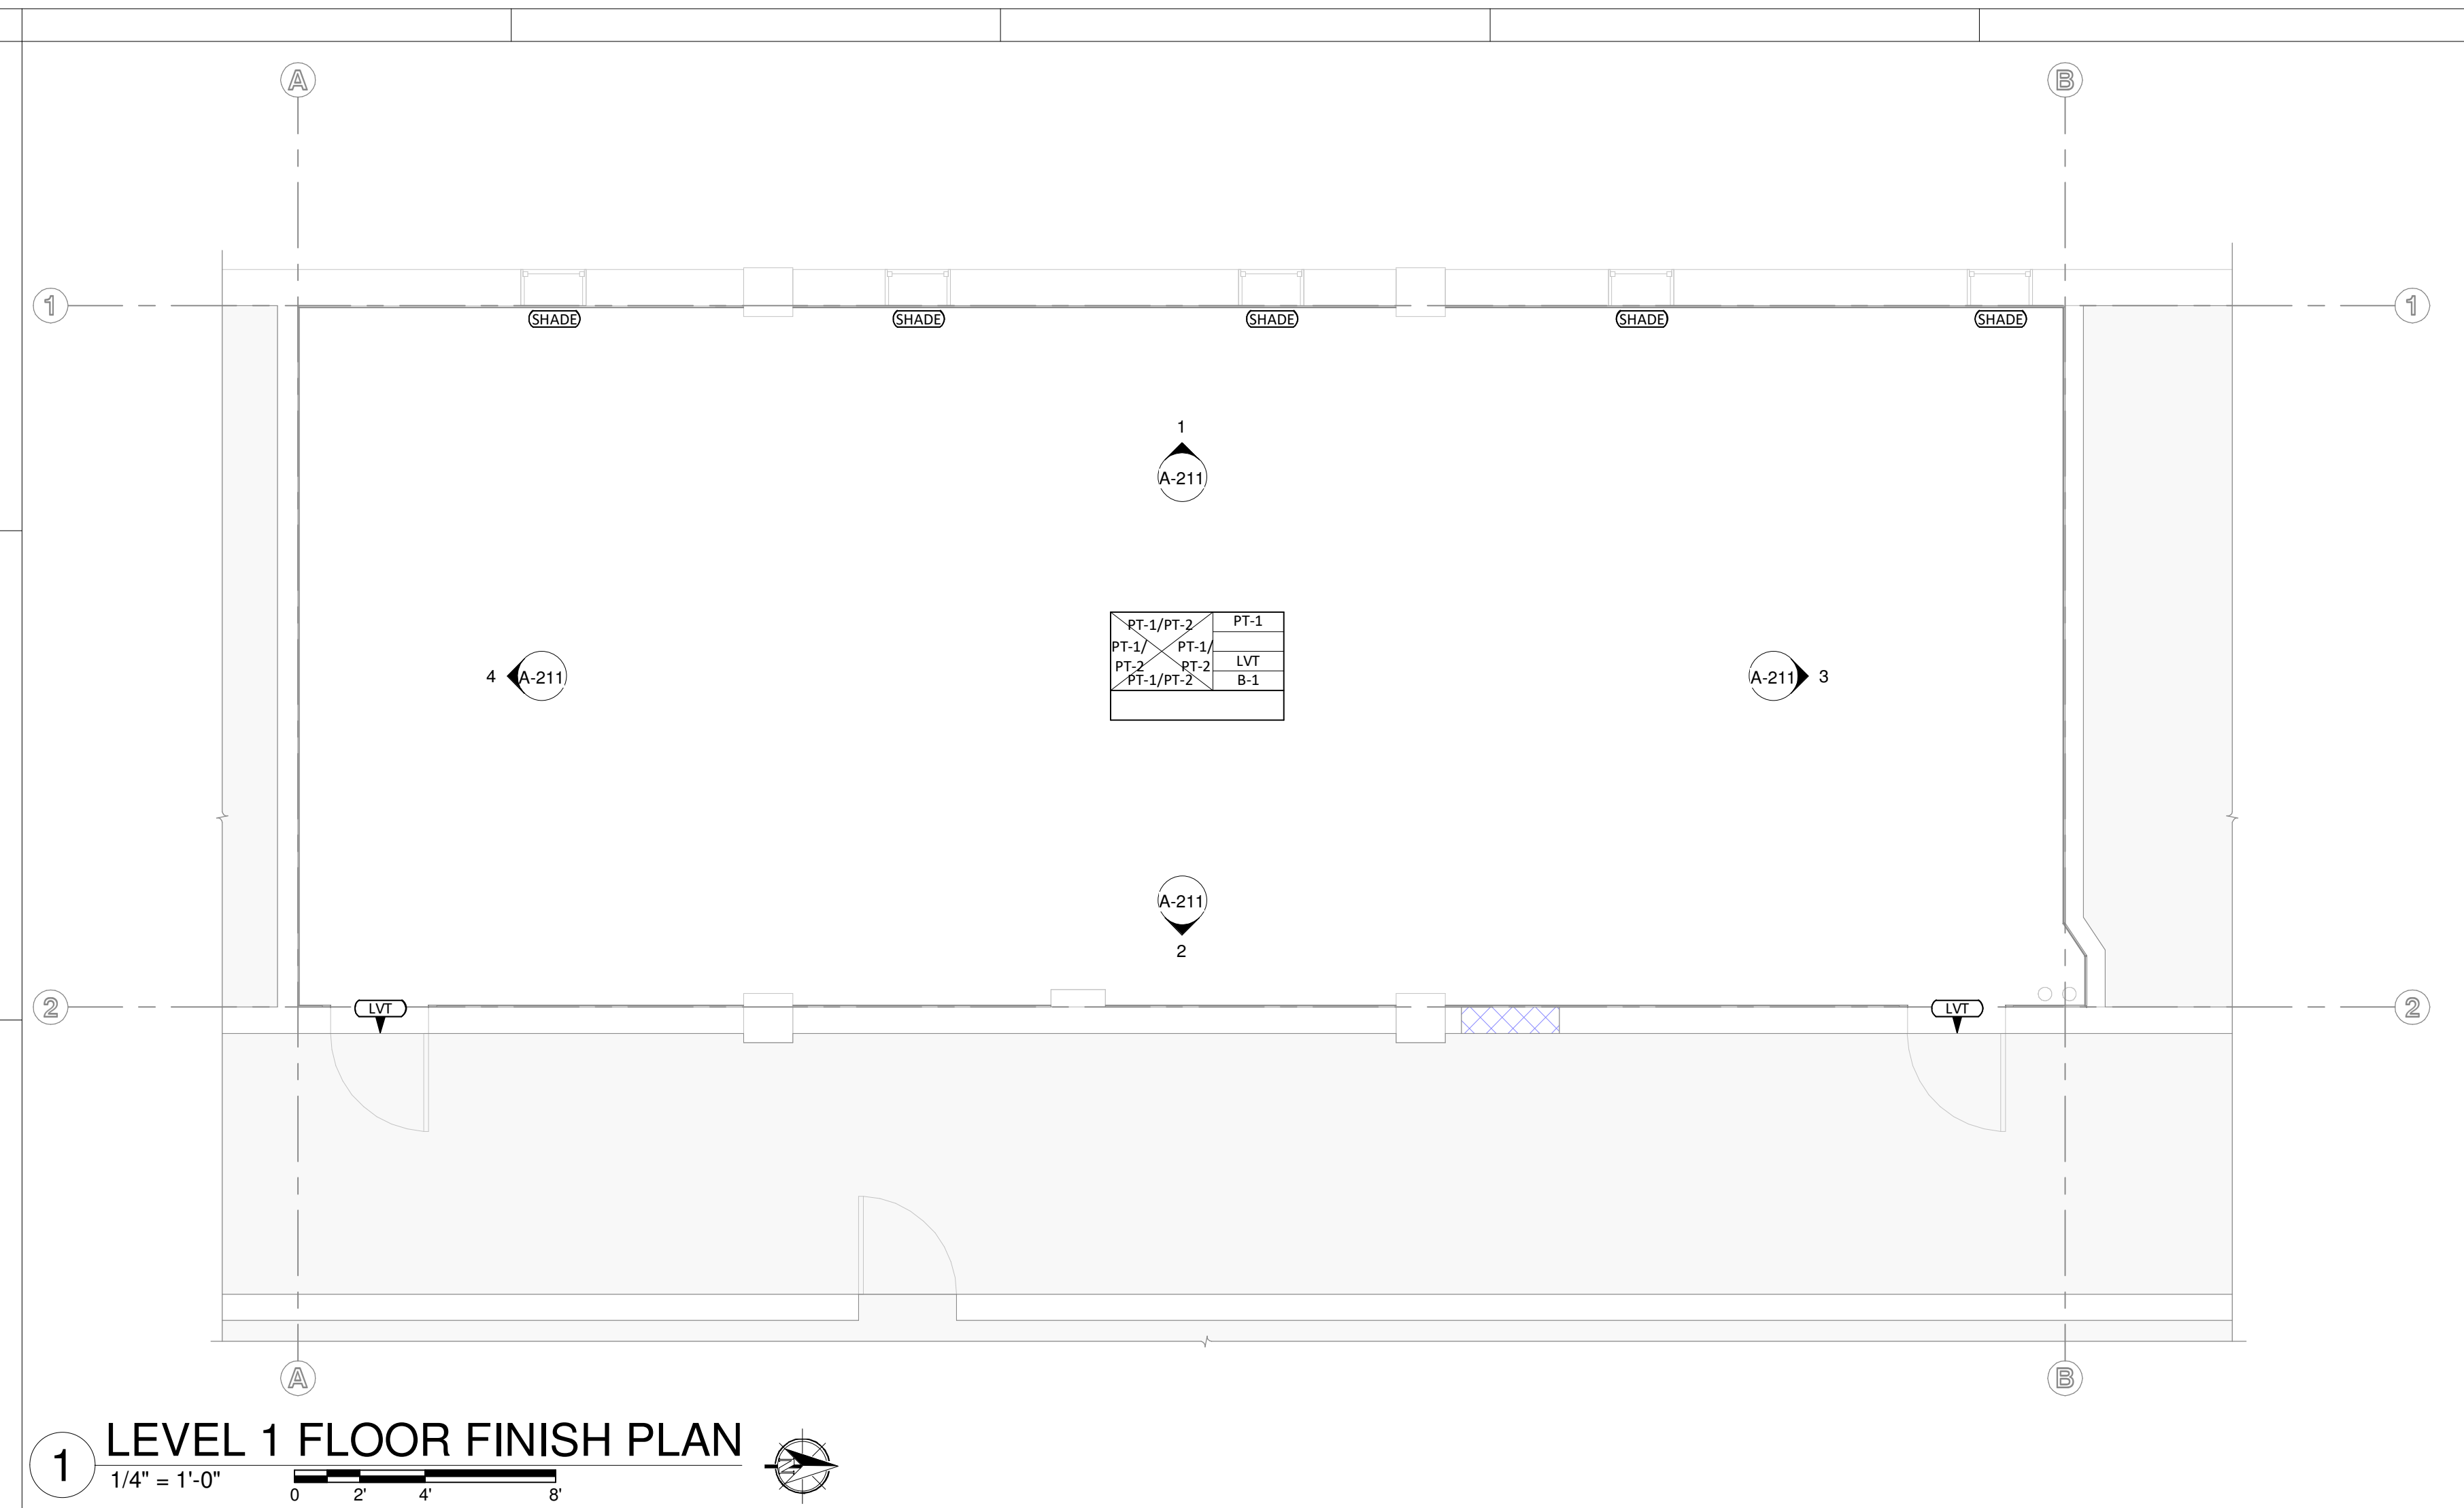 A
B
1
1
SHADE
SHADE
SHADE
SHADE
SHADE
1
A-211
PT-1/PT-2
PT-1
PT-1/
PT-1/
PT-2
PT-2
LVT
PT-1/PT-2
B-1
4
A-211
A-211
3
A-211
2
2
LVT
LVT
2
A
B
1
LEVEL 1 FLOOR FINISH PLAN
1/4" = 1'-0"
0
2'
4'
8'